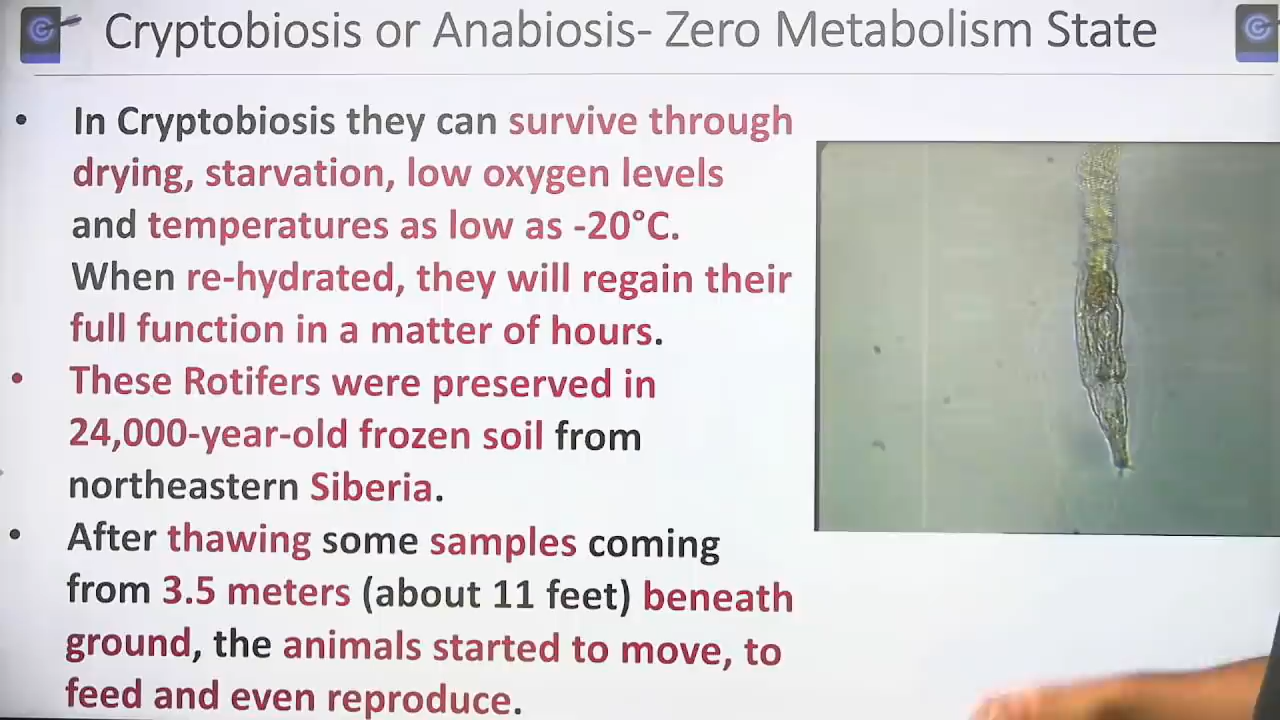 Cryptobiosis or Anabiosis- Zero Metabolism State
• In Cryptobiosis they can survive through
drying, starvation, low oxygen levels
and temperatures as low as -20°C.
When re-hydrated, they will regain their
full function in a matter of hours.
• These Rotifers were preserved in
24,000-year-old frozen soil from
northeastern Siberia.
• After thawing some samples coming
from 3.5 meters (about 11 feet) beneath
ground, the animals started to move, to
feed and even reproduce.